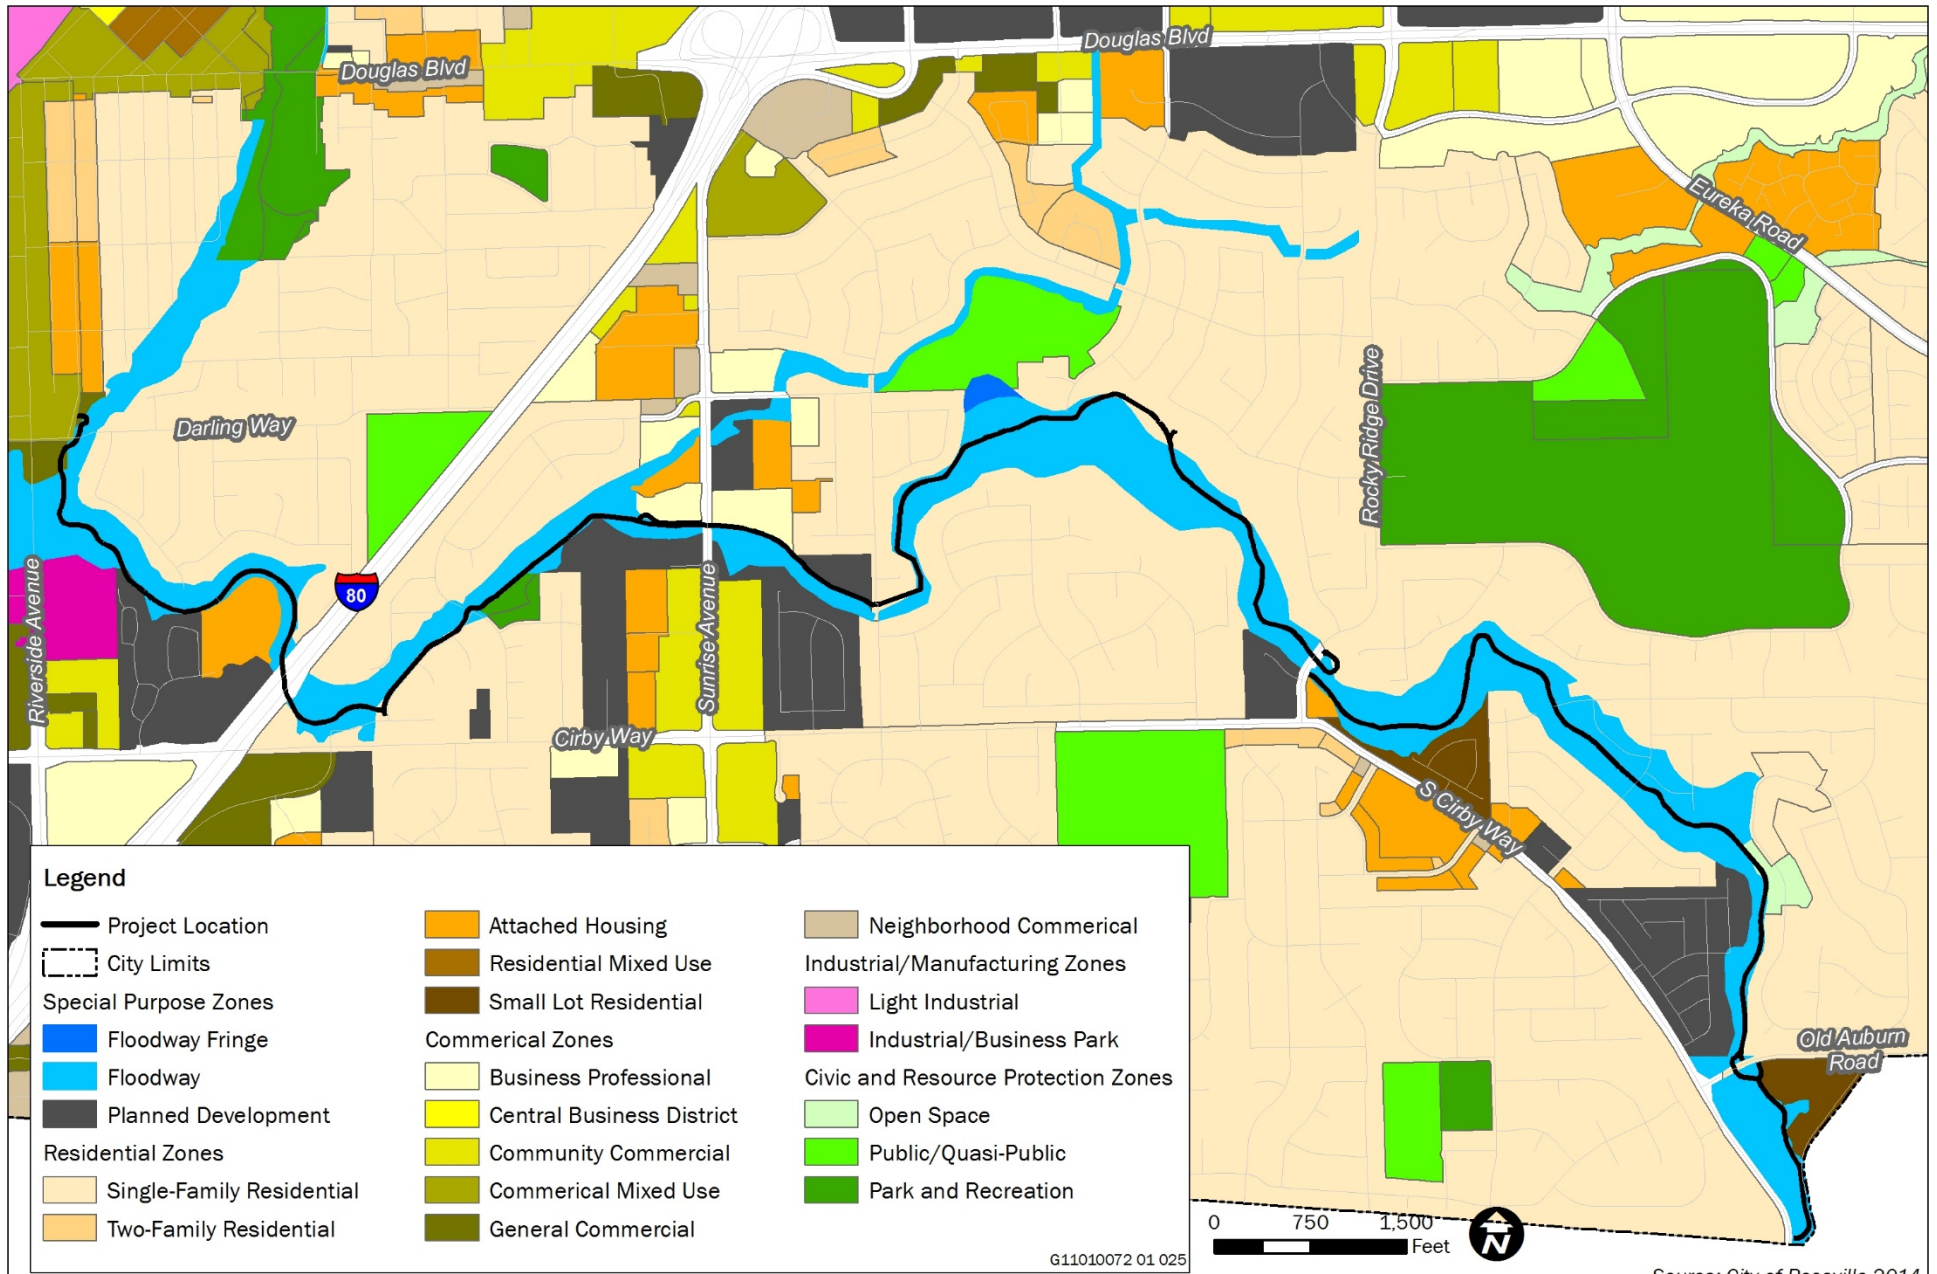 Douglas Blvd
Douglas Blvd
Eureka Road
Rocky Ridge Drive
Darling Way
Riverside Avenue
80
Sunrise Avenue
Cirby Way
S Cirby Way
Old Auburn
Road
Legend
Project Location
City Limits
Special Purpose Zones
Floodway Fringe
Floodway
Planned Development
Residential Zones
Single-Family Residential
Two-Family Residential
Attached Housing
Residential Mixed Use
Small Lot Residential
Commerical Zones
Business Professional
Central Business District
Community Commercial
Commerical Mixed Use
General Commercial
Neighborhood Commerical
Industrial/Manufacturing Zones
Light Industrial
Industrial/Business Park
Civic and Resource Protection Zones
Open Space
Public/Quasi-Public
Park and Recreation
G11010072 01 025
0 750 1,500
Feet
N
Source: City of Roseville 2014